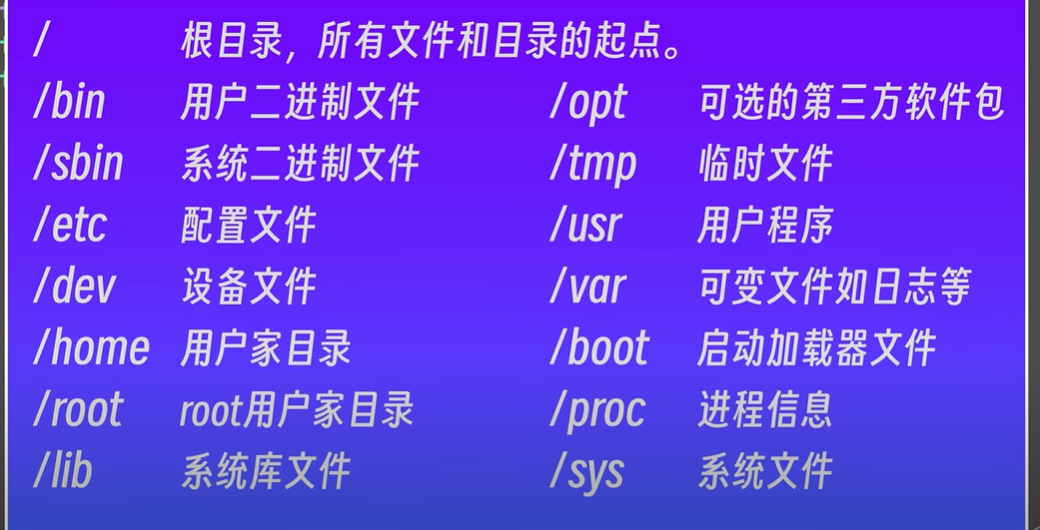 / 根目录，所有文件和目录的起点。
/bin 用户二进制文件 /opt 可选的第三方软件包
/sbin 系统二进制文件 /tmp 临时文件
/etc 配置文件 /usr 用户程序
/dev 设备文件 /var 可变文件如日志等
/home 用户家目录 /boot 启动加载器文件
/root root用户家目录 /proc 进程信息
/lib 系统库文件 /sys 系统文件